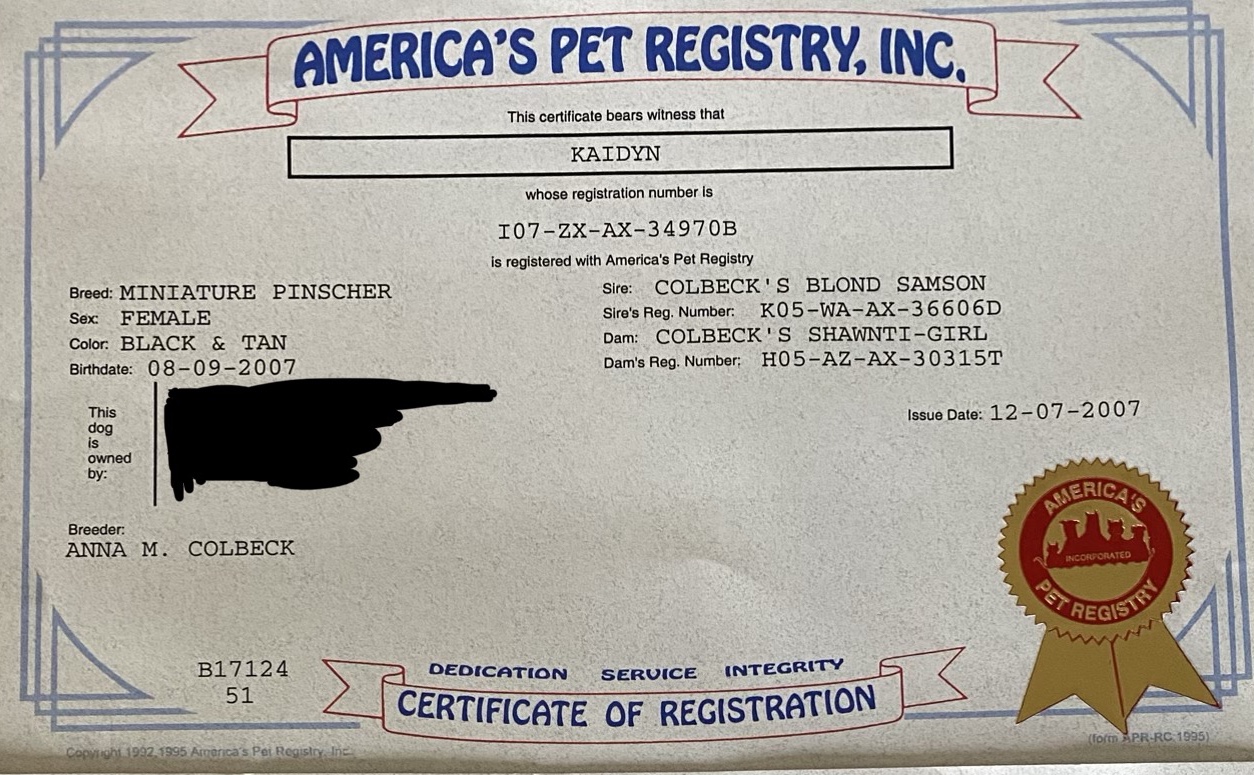 AMERICA'S PET REGISTRY, INC.
This certificate bears witness that
KAIDYN
whose registration number is
I07-ZX-AX-34970B
is registered with America's Pet Registry
Breed: MINIATURE PINSCHER
Sex: FEMALE
Color: BLACK & TAN
Birthdate: 08-09-2007
Sire: COLBECK'S BLOND SAMSON
Sire's Reg. Number: K05-WA-AX-36606D
Dam: COLBECK'S SHAWNTI-GIRL
Dam's Reg. Number: H05-AZ-AX-30315T
This
dog
is
owned
by:
Issue Date: 12-07-2007
Breeder:
ANNA M. COLBECK
AMERICA'S
INCORPORATED
PET REGISTRY
B17124
51
DEDICATION SERVICE INTEGRITY
CERTIFICATE OF REGISTRATION
Copyright 1992,1995 America's Pet Registry, Inc.
(form APR-RC 1995)